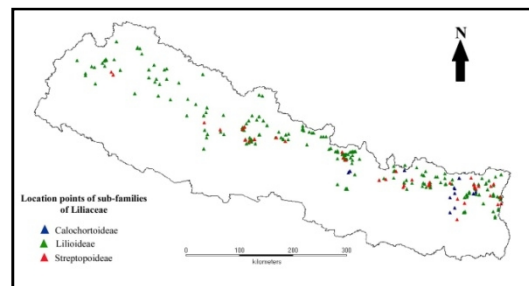 N
Location points of sub-families
of Liliaceae
Calochortoideae
Lilioideae
Streptopoideae
0 100 200 300
kilometers